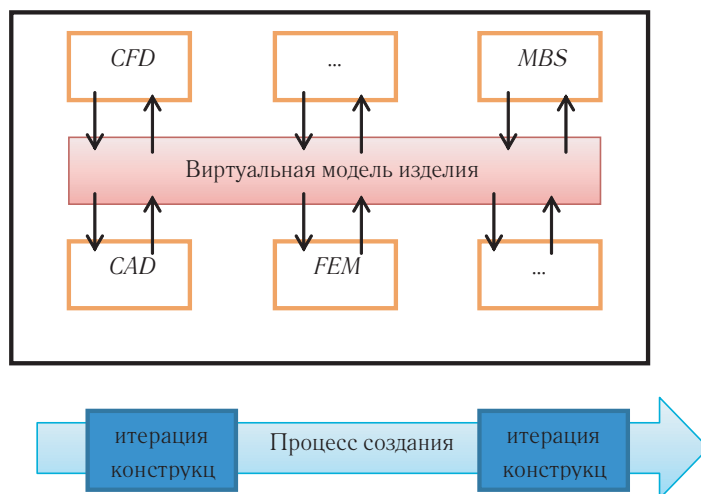 CFD ... MBS
Виртуальная модель изделия
CAD FEM ...
итерация
конструкц
Процесс создания
итерация
конструкц